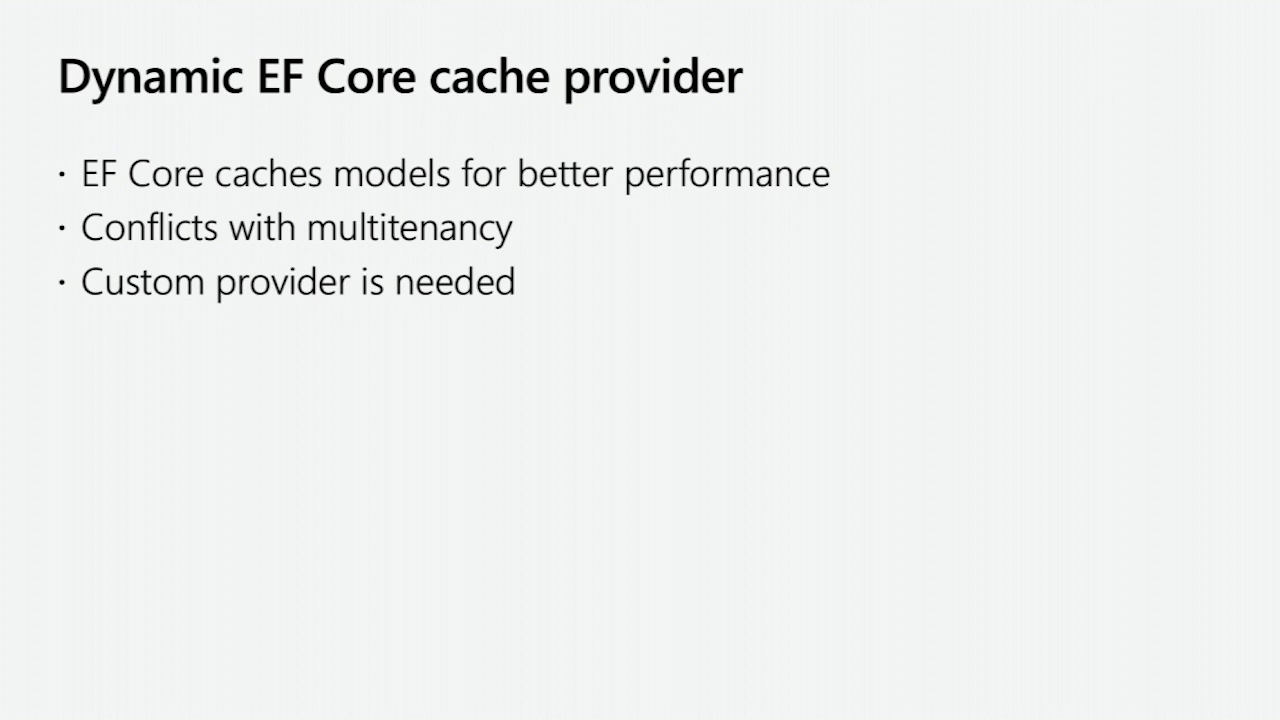 Dynamic EF Core cache provider
· EF Core caches models for better performance
· Conflicts with multitenancy
· Custom provider is needed